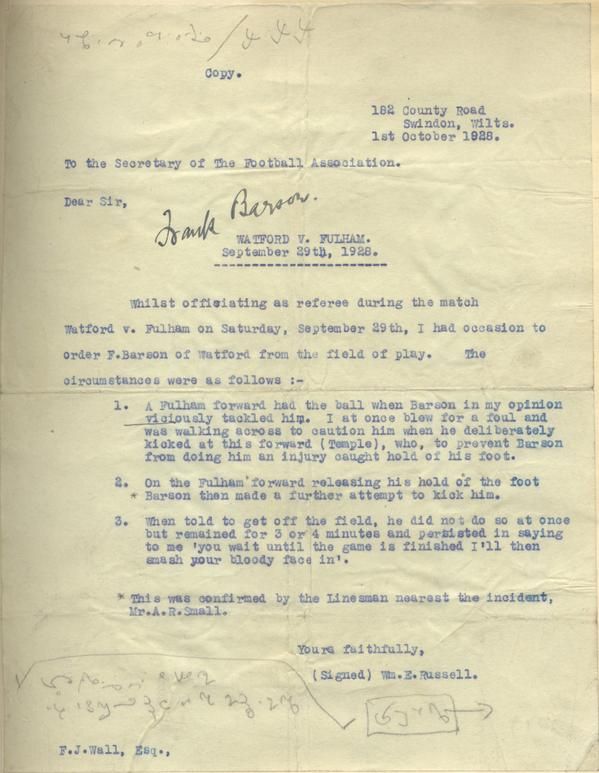 Copy.
182 County Road
Swindon, Wilts.
1st October 1928.
To the Secretary of The Football Association.
Dear Sir,
Frank Barson.
WATFORD V. FULHAM.
September 29th, 1928.
Whilst officiating as referee during the match
Watford v. Fulham on Saturday, September 29th, I had occasion to
order F.Barson of Watford from the field of play. The
circumstances were as follows :-
1. A Fulham forward had the ball when Barson in my opinion
viciously tackled him. I at once blew for a foul and
was walking across to caution him when he deliberately
kicked at this forward (Temple), who, to prevent Barson
from doing him an injury caught hold of his foot.
2. On the Fulham forward releasing his hold of the foot
* Barson then made a further attempt to kick him.
3. When told to get off the field, he did not do so at once
but remained for 3 or 4 minutes and persisted in saying
to me 'you wait until the game is finished I'll then
smash your bloody face in'.
* This was confirmed by the Linesman nearest the incident,
Mr.A.R.Small.
Yours faithfully,
(Signed) Wm.E.Russell.
F.J.Wall, Esq.,